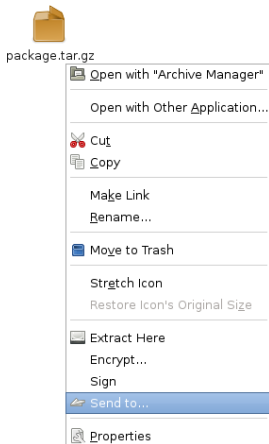 package.tar.gz
Open with "Archive Manager"
Open with Other Application...
Cut
Copy
Make Link
Rename...
Move to Trash
Stretch Icon
Restore Icon's Original Size
Extract Here
Encrypt...
Sign
Send to...
Properties